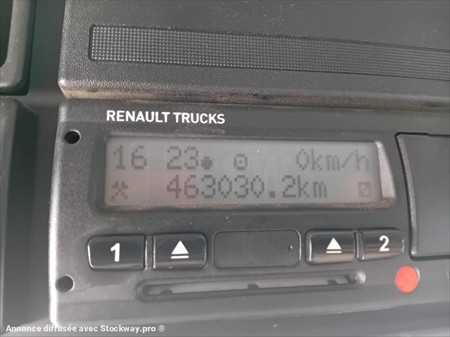 RENAULT TRUCKS
16 23 0km/h
463030.2km
1 2
Annonce diffusée avec Stockway.pro ®